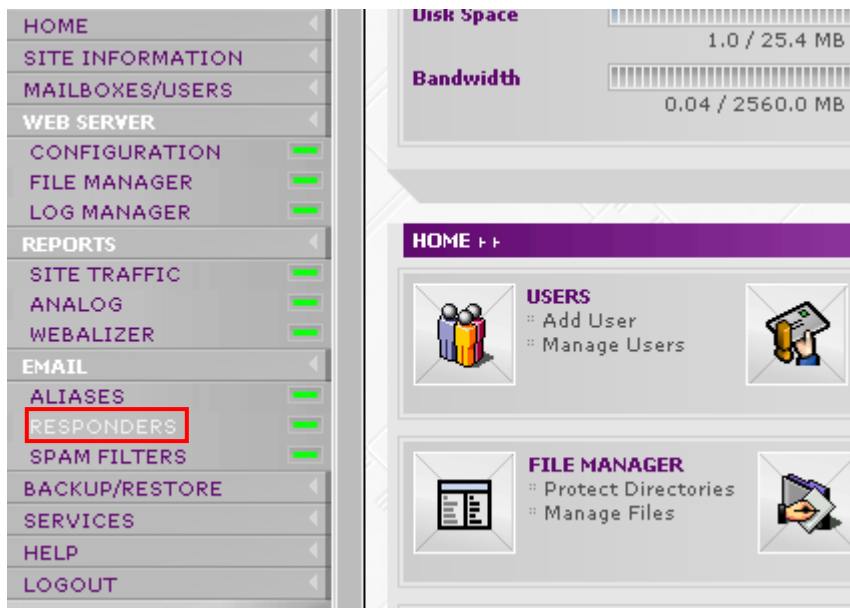 HOME
SITE INFORMATION
MAILBOXES/USERS
WEB SERVER
CONFIGURATION
FILE MANAGER
LOG MANAGER
REPORTS
SITE TRAFFIC
ANALOG
WEBALIZER
EMAIL
ALIASES
RESPONDERS
SPAM FILTERS
BACKUP/RESTORE
SERVICES
HELP
LOGOUT
Disk Space
1.0 / 25.4 MB
Bandwidth
0.04 / 2560.0 MB
HOME
USERS
Add User
Manage Users
FILE MANAGER
Protect Directories
Manage Files